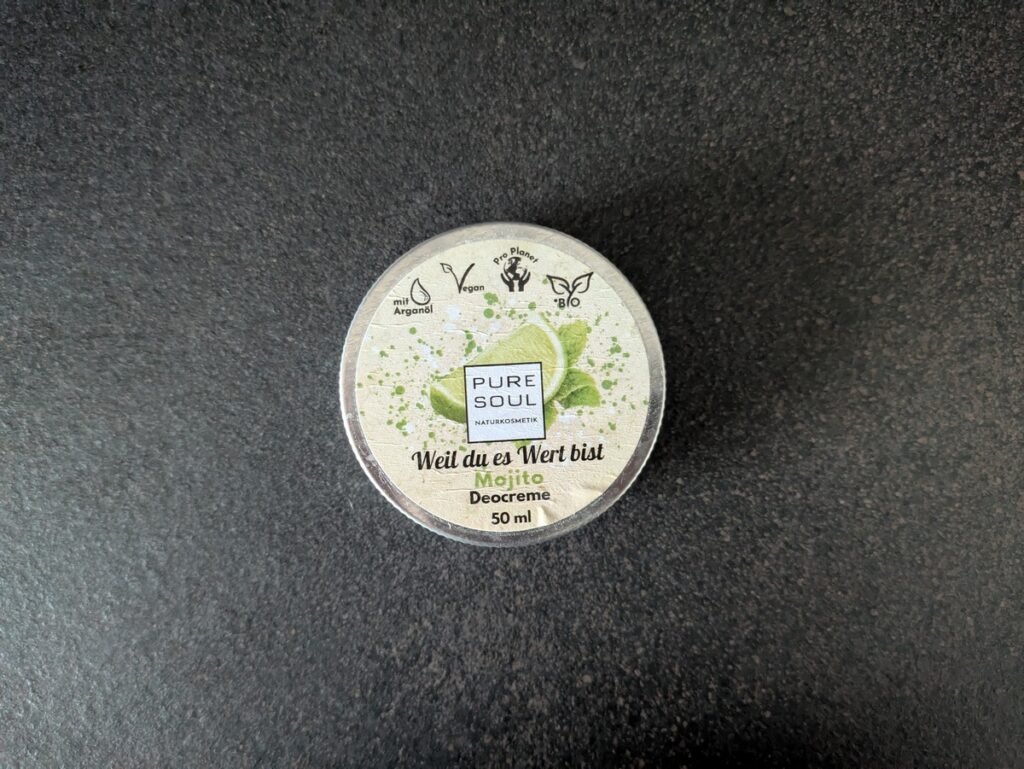 Pro Planet
Vegan
mit
Arganöl
*BIO
PURE
SOUL
NATURKOSMETIK
Weil du es Wert bist
Mojito
Deocreme
50 ml